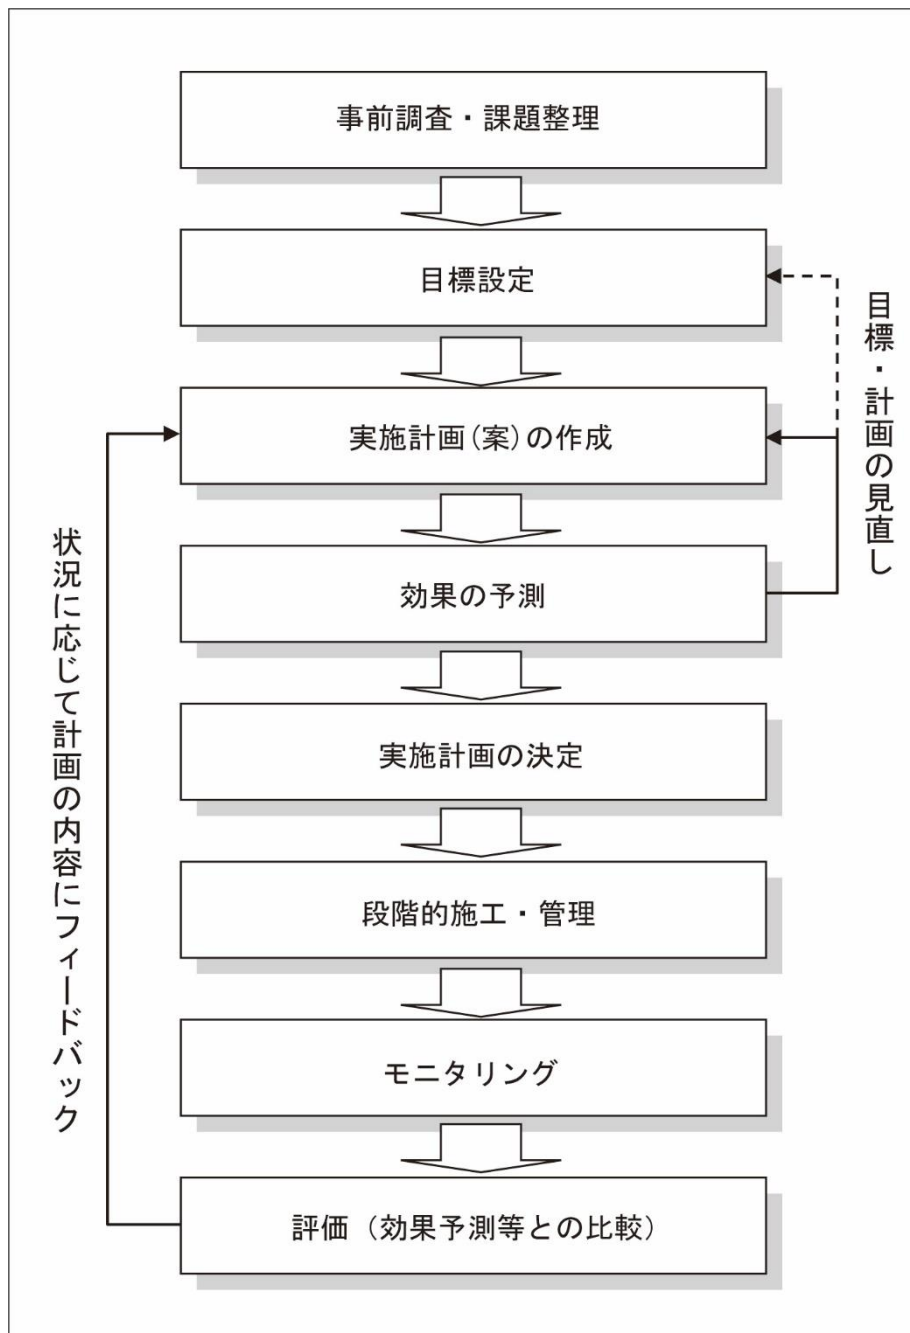 事前調査・課題整理
目標設定
目標・計画の見直し
実施計画(案)の作成
効果の予測
状況に応じて計画の内容にフィードバック
実施計画の決定
段階的施工・管理
モニタリング
評価（効果予測等との比較）